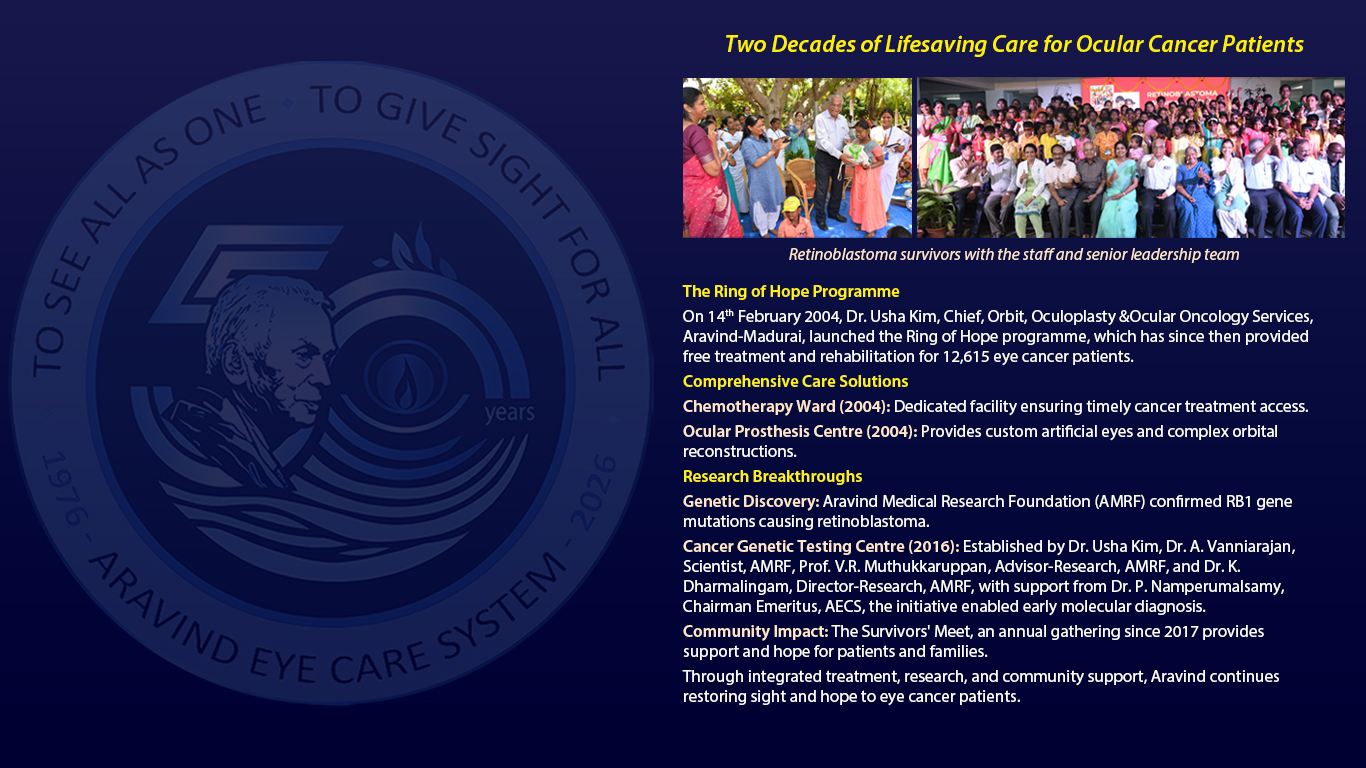 TO SEE ALL AS ONE • TO GIVE SIGHT FOR ALL
years
1976 - ARAVIND EYE CARE SYSTEM - 2026
Two Decades of Lifesaving Care for Ocular Cancer Patients
RETINOBLASTOMA
Retinoblastoma survivors with the staff and senior leadership team
The Ring of Hope Programme
On 14th February 2004, Dr. Usha Kim, Chief, Orbit, Oculoplasty &Ocular Oncology Services,
Aravind-Madurai, launched the Ring of Hope programme, which has since then provided
free treatment and rehabilitation for 12,615 eye cancer patients.
Comprehensive Care Solutions
Chemotherapy Ward (2004): Dedicated facility ensuring timely cancer treatment access.
Ocular Prosthesis Centre (2004): Provides custom artificial eyes and complex orbital
reconstructions.
Research Breakthroughs
Genetic Discovery: Aravind Medical Research Foundation (AMRF) confirmed RB1 gene
mutations causing retinoblastoma.
Cancer Genetic Testing Centre (2016): Established by Dr. Usha Kim, Dr. A. Vanniarajan,
Scientist, AMRF, Prof. V.R. Muthukkaruppan, Advisor-Research, AMRF, and Dr. K.
Dharmalingam, Director-Research, AMRF, with support from Dr. P. Namperumalsamy,
Chairman Emeritus, AECS, the initiative enabled early molecular diagnosis.
Community Impact: The Survivors' Meet, an annual gathering since 2017 provides
support and hope for patients and families.
Through integrated treatment, research, and community support, Aravind continues
restoring sight and hope to eye cancer patients.